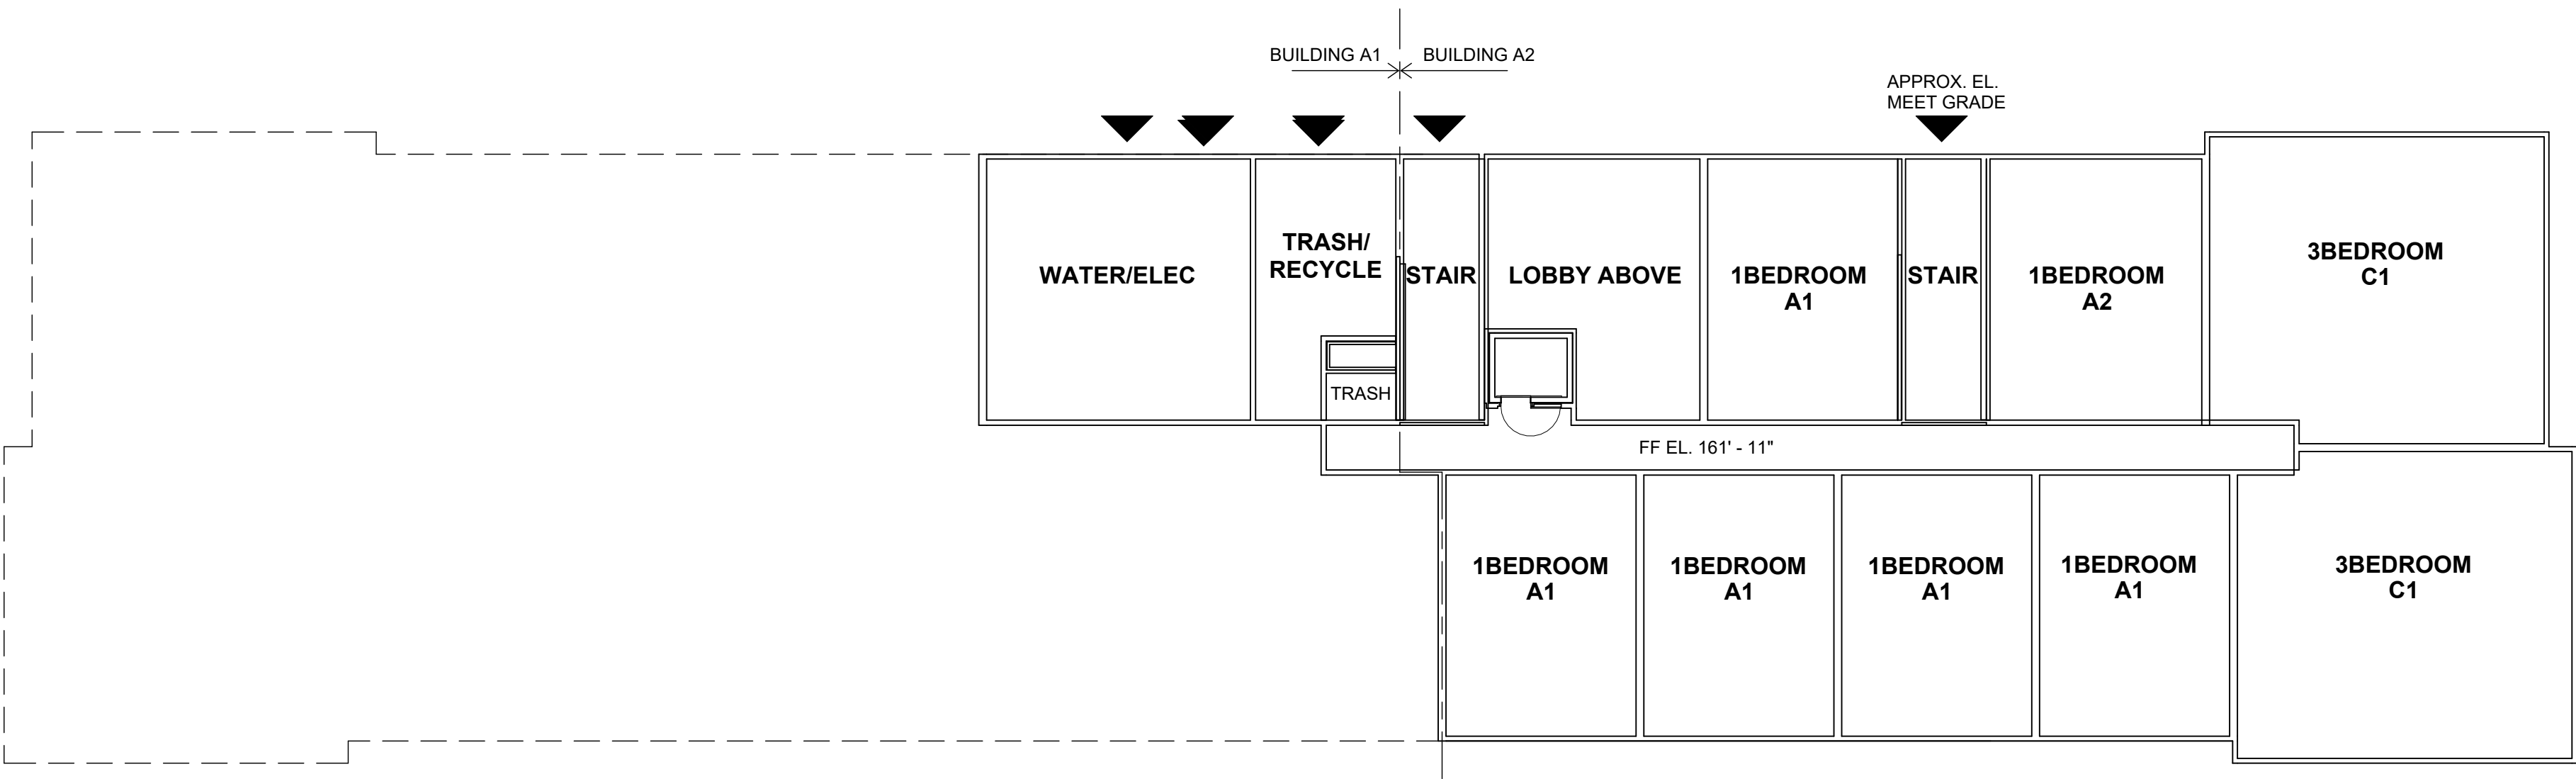 BUILDING A1
BUILDING A2
APPROX. EL.
MEET GRADE
WATER/ELEC
TRASH/
RECYCLE
STAIR
LOBBY ABOVE
1BEDROOM
A1
STAIR
1BEDROOM
A2
3BEDROOM
C1
TRASH
FF EL. 161' - 11"
1BEDROOM
A1
1BEDROOM
A1
1BEDROOM
A1
1BEDROOM
A1
3BEDROOM
C1